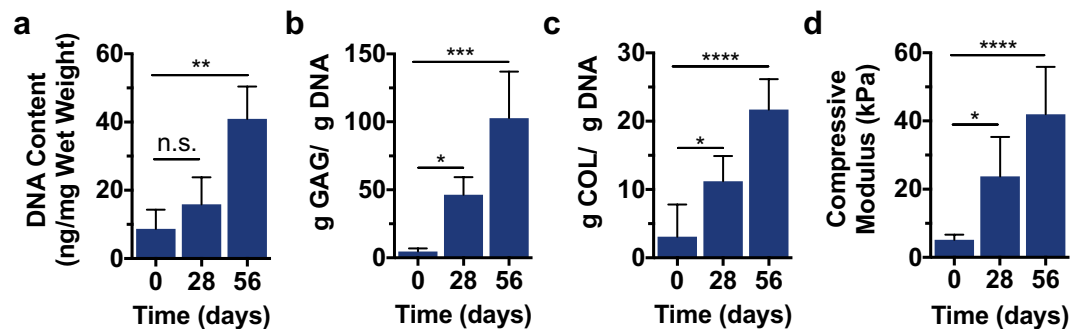 a
DNA Content
(ng/mg Wet Weight)
60
40
20
0
**
n.s.
0 28 56
Time (days)
b
g GAG/ g DNA
150
100
50
0
***
*
0 28 56
Time (days)
c
g COL/ g DNA
30
20
10
0
****
*
0 28 56
Time (days)
d
Compressive
Modulus (kPa)
60
40
20
0
****
*
0 28 56
Time (days)